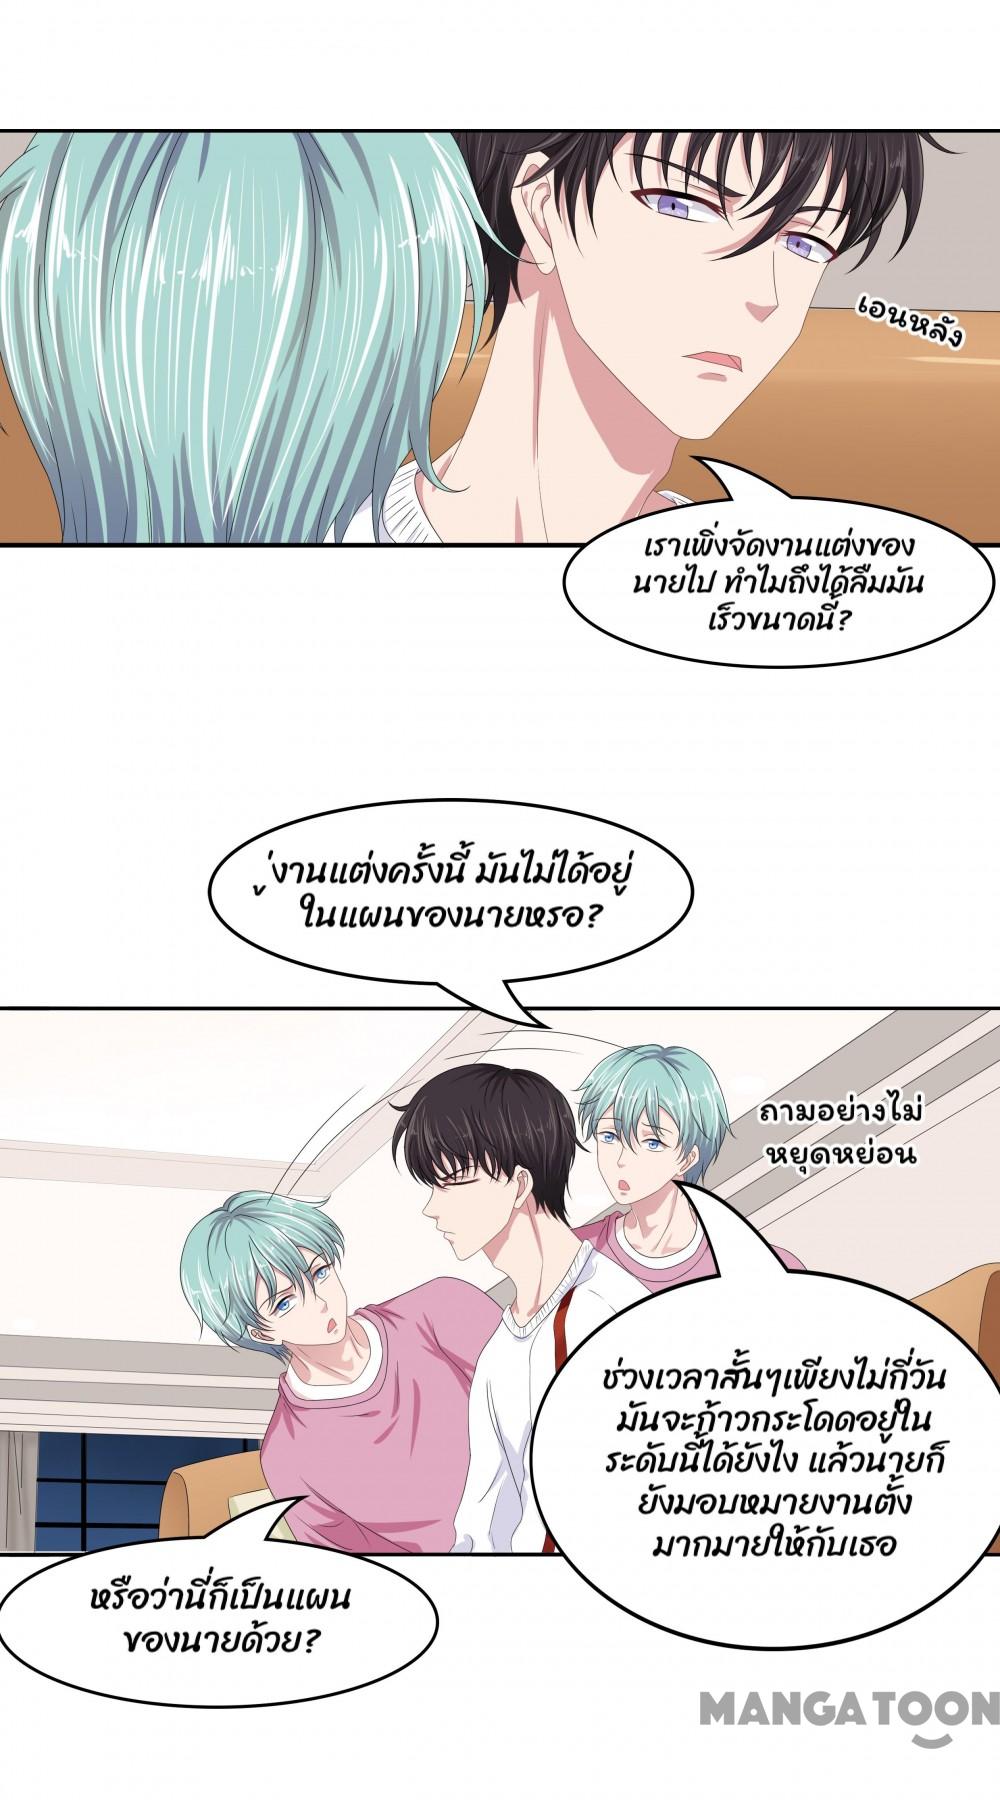 เอนหลัง
เราเพิ่งจัดงานแต่งของ
นายไป ทำไมถึงได้ลืมมัน
เร็วขนาดนี้?
ู่งานแต่งครั้งนี้ มันไม่ได้อยู่
ในแผนของนายหรอ?
ถามอย่างไม่
หยุดหย่อน
ช่วงเวลาสั้นๆเพียงไม่กี่วัน
มันจะก้าวกระโดดอยู่ใน
ระดับนี้ได้ยังไง แล้วนายก็
ยังมอบหมายงานตั้ง
มากมายให้กับเธอ
หรือว่านี่ก็เป็นแผน
ของนายด้วย?
MANGATOON